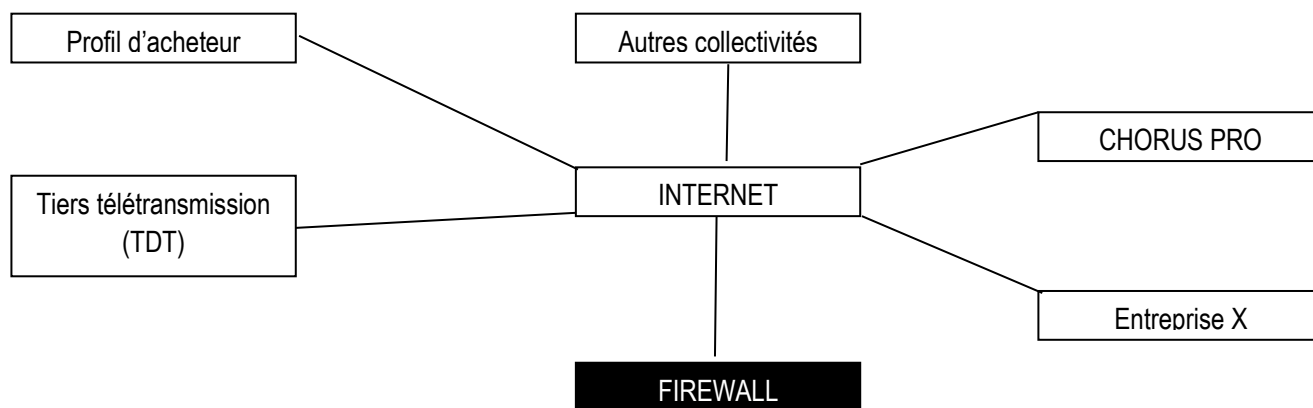 Profil d'acheteur
Autres collectivités
CHORUS PRO
INTERNET
Tiers télétransmission
(TDT)
Entreprise X
FIREWALL